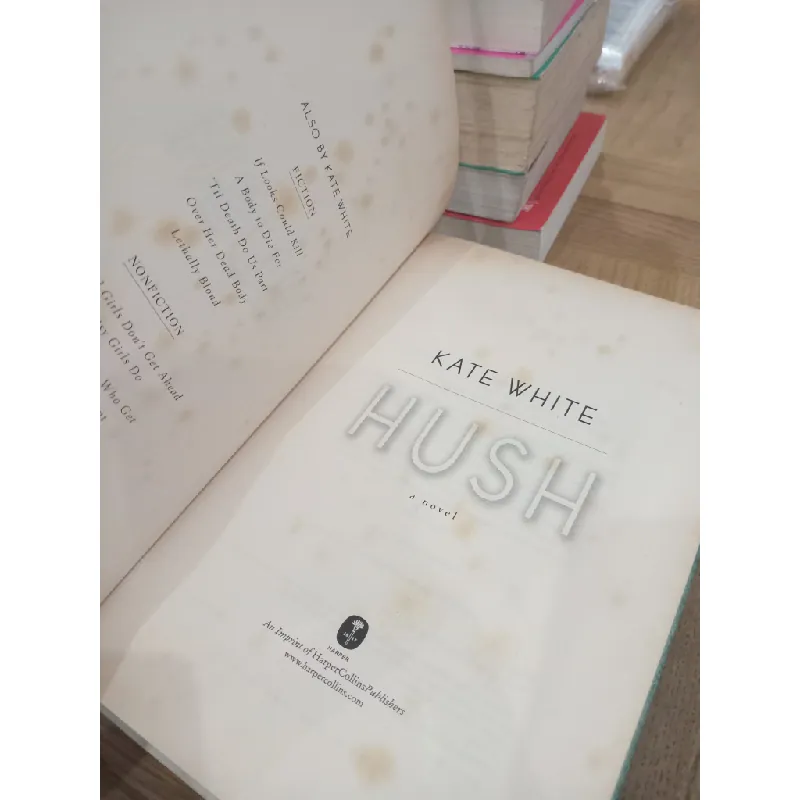 ALSO BY KATE WHITE
FICTION
If Looks Could Kill
A Body to Die For
'Til Death Do Us Part
Over Her Dead Body
Lethally Blond
NONFICTION
Girls Don't Get Ahead
Girls Do
Who Get
KATE WHITE
HUSH
a novel
HARPER
An Imprint of HarperCollinsPublishers
www.harpercollins.com